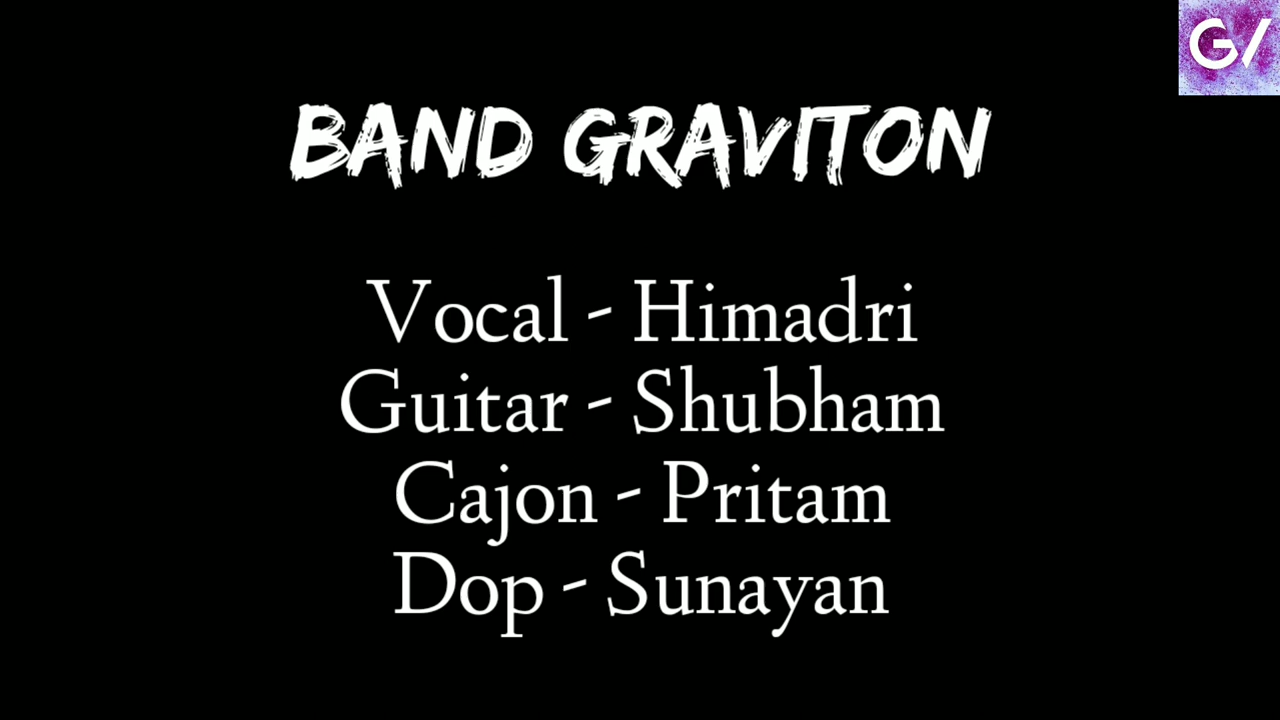 G/
BAND GRAVITON
Vocal - Himadri
Guitar - Shubham
Cajon - Pritam
Dop - Sunayan